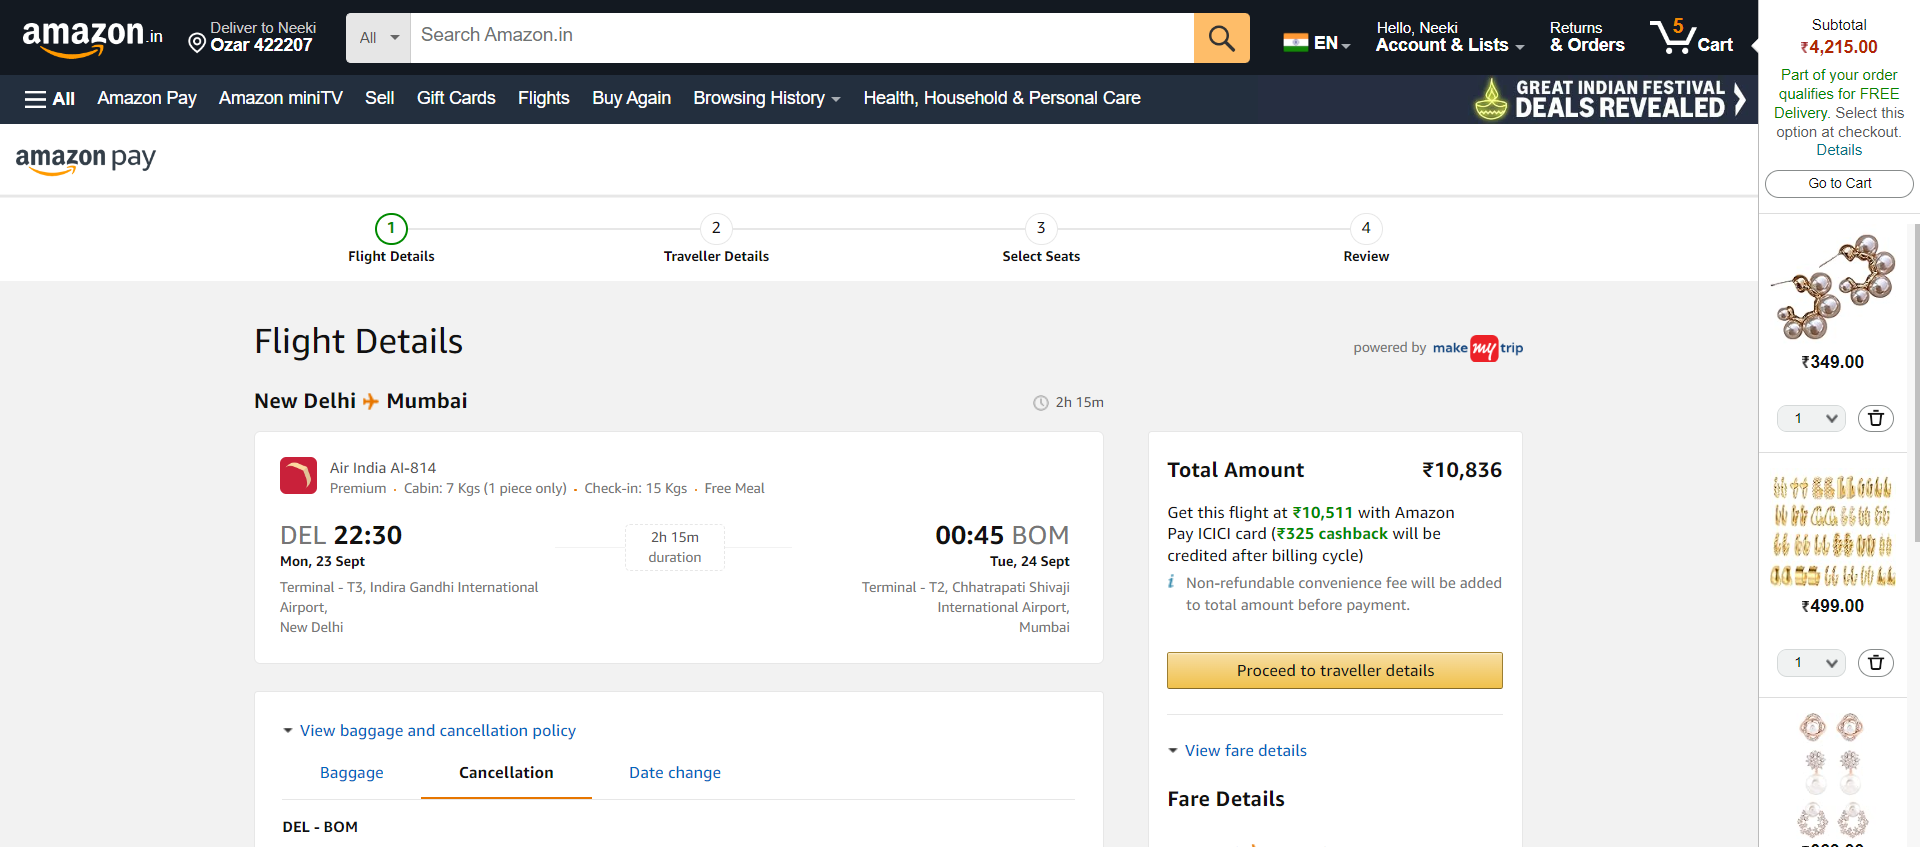 amazon.in
Deliver to Neeki
Ozar 422207
All
Search Amazon.in
EN
Hello, Neeki
Account & Lists
Returns
& Orders
5
Cart
All
Amazon Pay
Amazon miniTV
Sell
Gift Cards
Flights
Buy Again
Browsing History
Health, Household & Personal Care
GREAT INDIAN FESTIVAL
DEALS REVEALED
amazon pay
1
Flight Details
2
Traveller Details
3
Select Seats
4
Review
Flight Details
powered by make my trip
New Delhi Mumbai
2h 15m
Air India AI-814
Premium · Cabin: 7 Kgs (1 piece only) · Check-in: 15 Kgs · Free Meal
DEL 22:30
Mon, 23 Sept
Terminal - T3, Indira Gandhi International
Airport,
New Delhi
2h 15m
duration
00:45 BOM
Tue, 24 Sept
Terminal - T2, Chhatrapati Shivaji
International Airport,
Mumbai
View baggage and cancellation policy
Baggage
Cancellation
Date change
DEL - BOM
Total Amount ₹10,836
Get this flight at ₹10,511 with Amazon
Pay ICICI card (₹325 cashback will be
credited after billing cycle)
i Non-refundable convenience fee will be added
to total amount before payment.
Proceed to traveller details
View fare details
Fare Details
Subtotal
₹4,215.00
Part of your order
qualifies for FREE
Delivery. Select this
option at checkout.
Details
Go to Cart
₹349.00
1
₹499.00
1